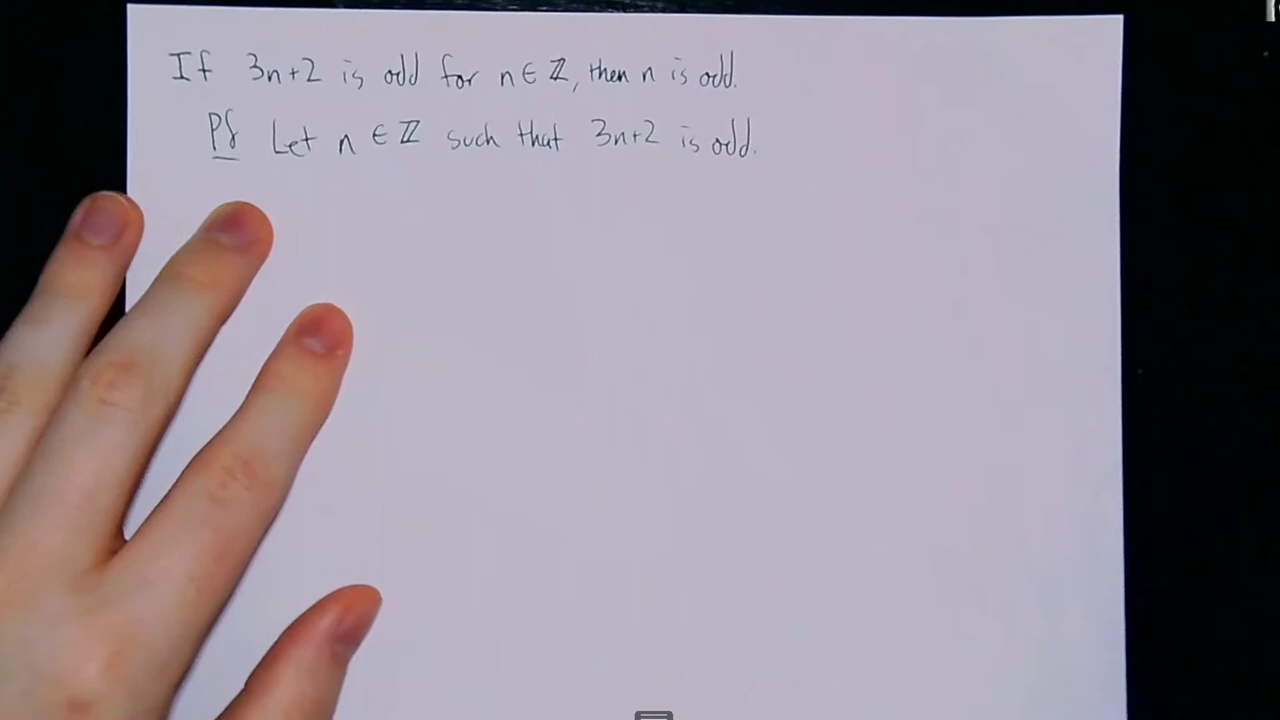 If 3n+2 is odd for n ∈ ℤ, then n is odd.
Pf Let n ∈ ℤ such that 3n+2 is odd.